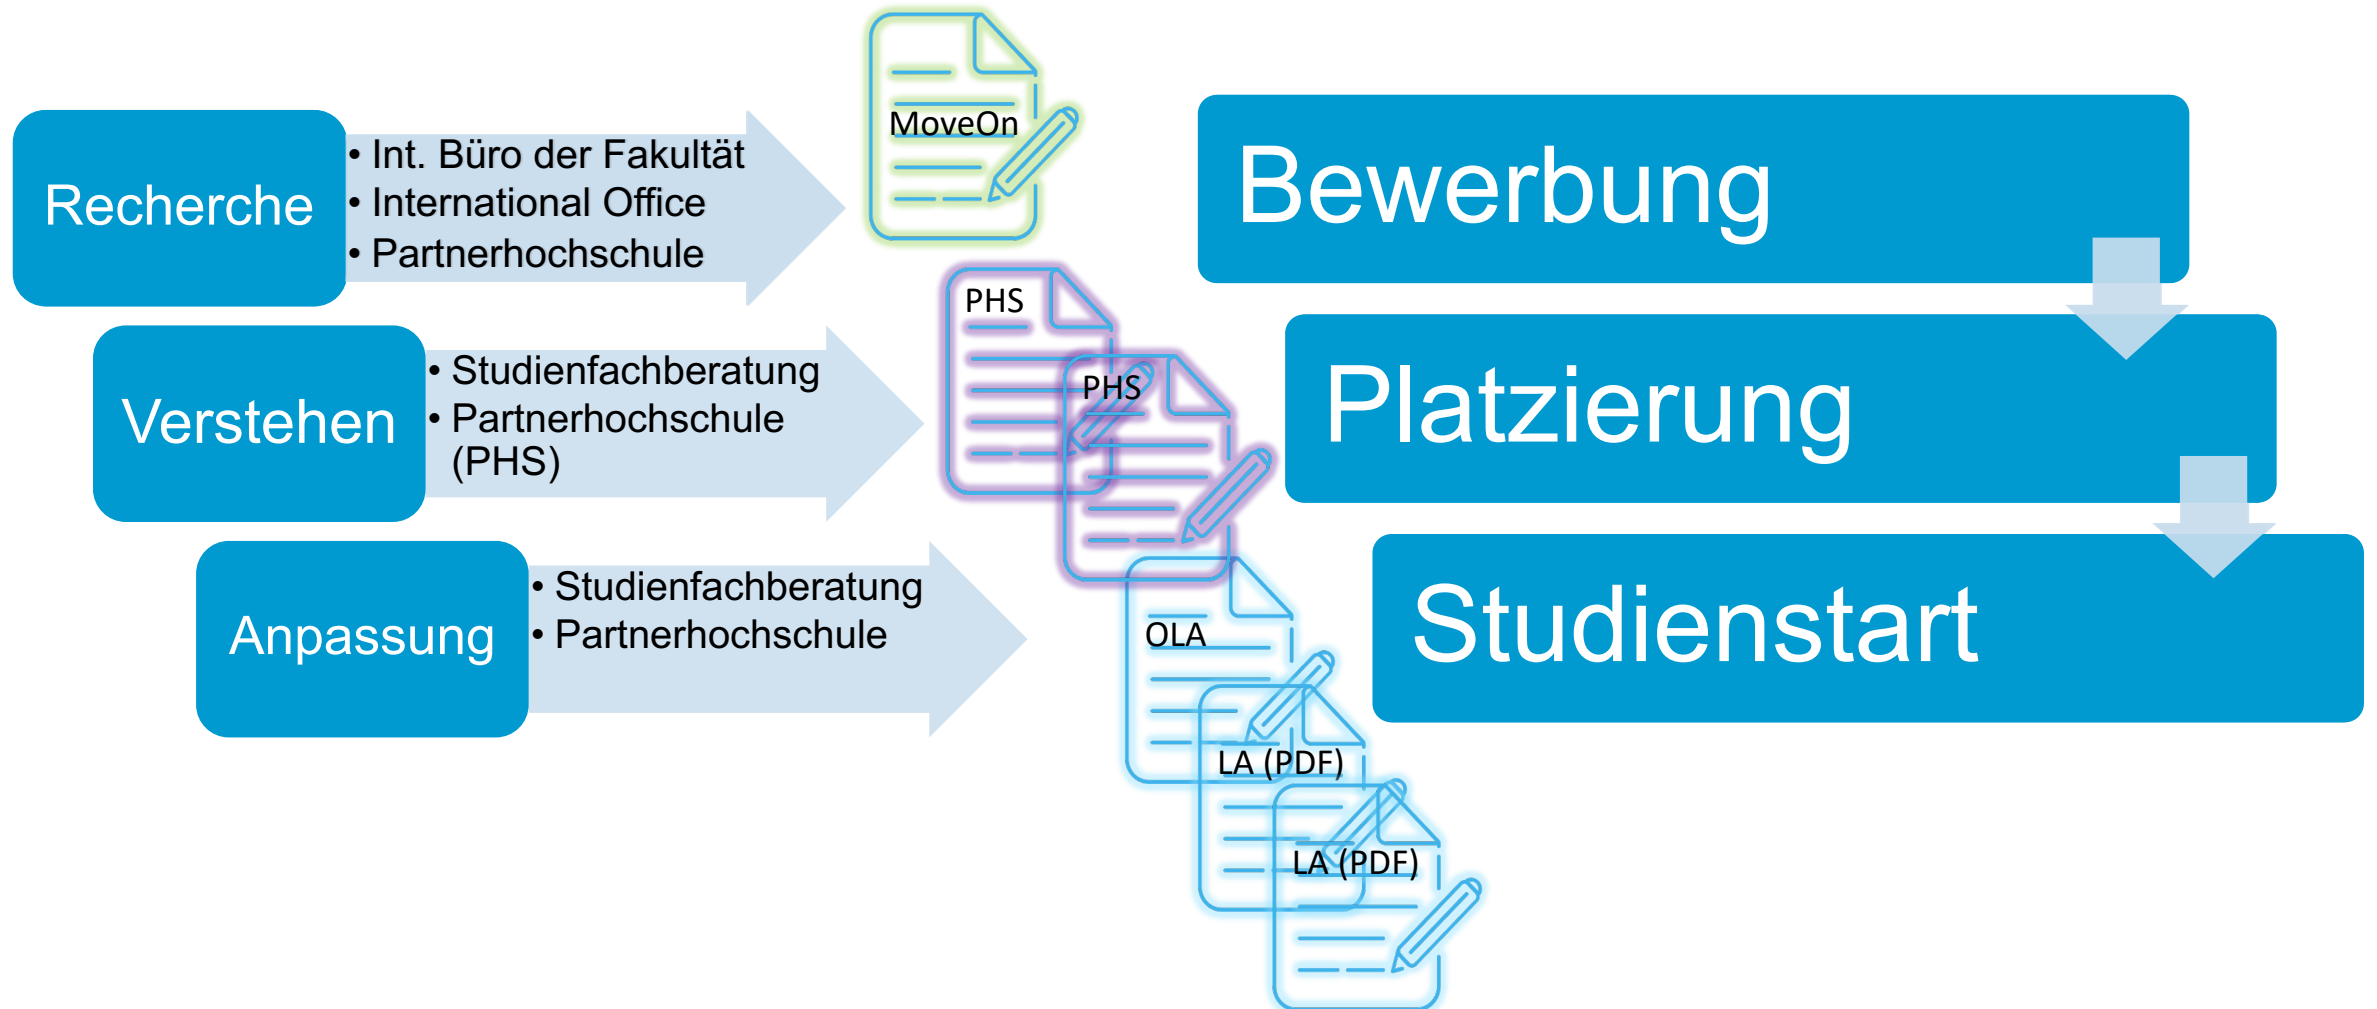 Recherche
• Int. Büro der Fakultät
• International Office
• Partnerhochschule
MoveOn
Bewerbung
Verstehen
• Studienfachberatung
• Partnerhochschule
(PHS)
PHS
PHS
Platzierung
Anpassung
• Studienfachberatung
• Partnerhochschule
OLA
LA (PDF)
LA (PDF)
Studienstart